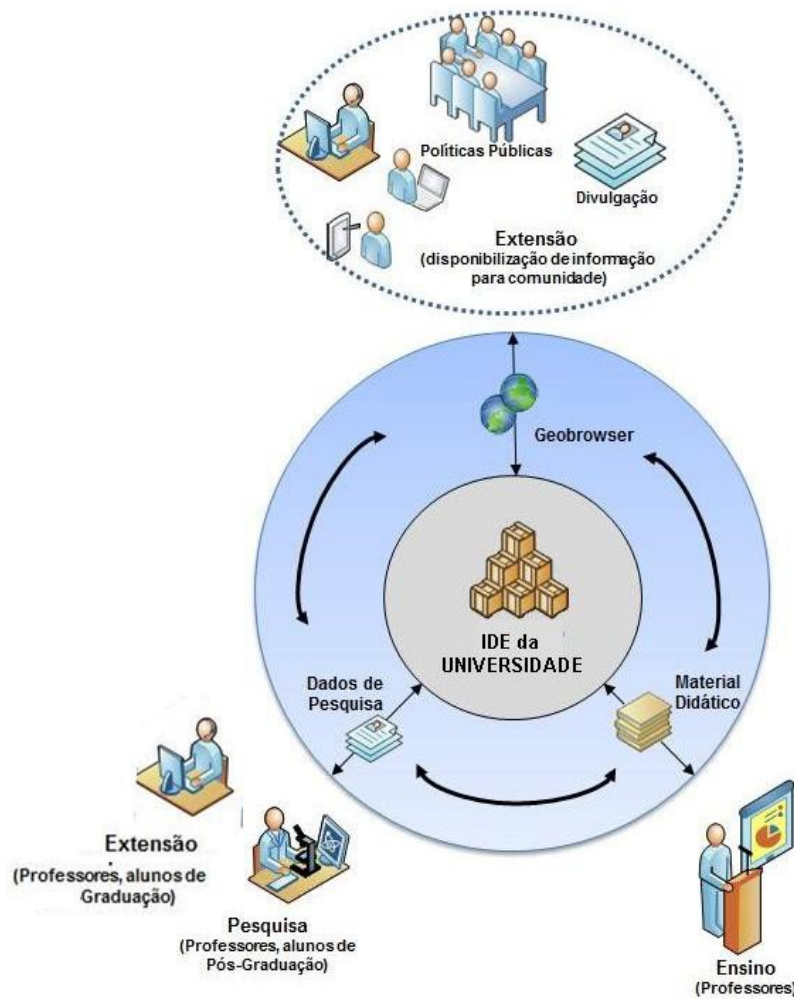 Políticas Públicas
Divulgação
Extensão
(disponibilização de informação
para comunidade)
Geobrowser
IDE da
UNIVERSIDADE
Dados de
Pesquisa
Material
Didático
Extensão
(Professores, alunos de
Graduação)
Pesquisa
(Professores, alunos de
Pós-Graduação)
Ensino
(Professores)